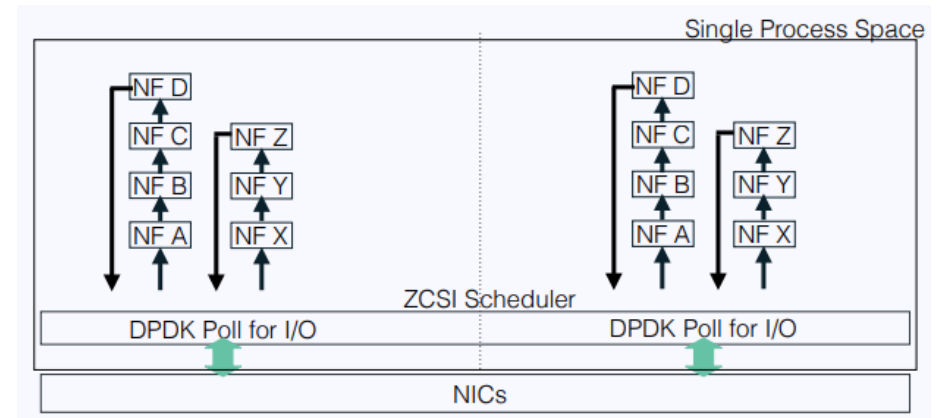 Single Process Space
NF D
NF C
NF B
NF A
NF Z
NF Y
NF X
NF D
NF C
NF B
NF A
NF Z
NF Y
NF X
ZCSI Scheduler
DPDK Poll for I/O
DPDK Poll for I/O
NICs